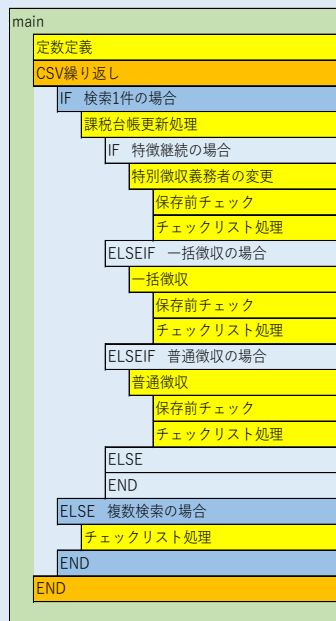 main
定数定義
CSV繰り返し
IF 検索1件の場合
課税台帳更新処理
IF 特徴継続の場合
特別徴収義務者の変更
保存前チェック
チェックリスト処理
ELSEIF 一括徴収の場合
一括徴収
保存前チェック
チェックリスト処理
ELSEIF 普通徴収の場合
普通徴収
保存前チェック
チェックリスト処理
ELSE
END
ELSE 複数検索の場合
チェックリスト処理
END
END